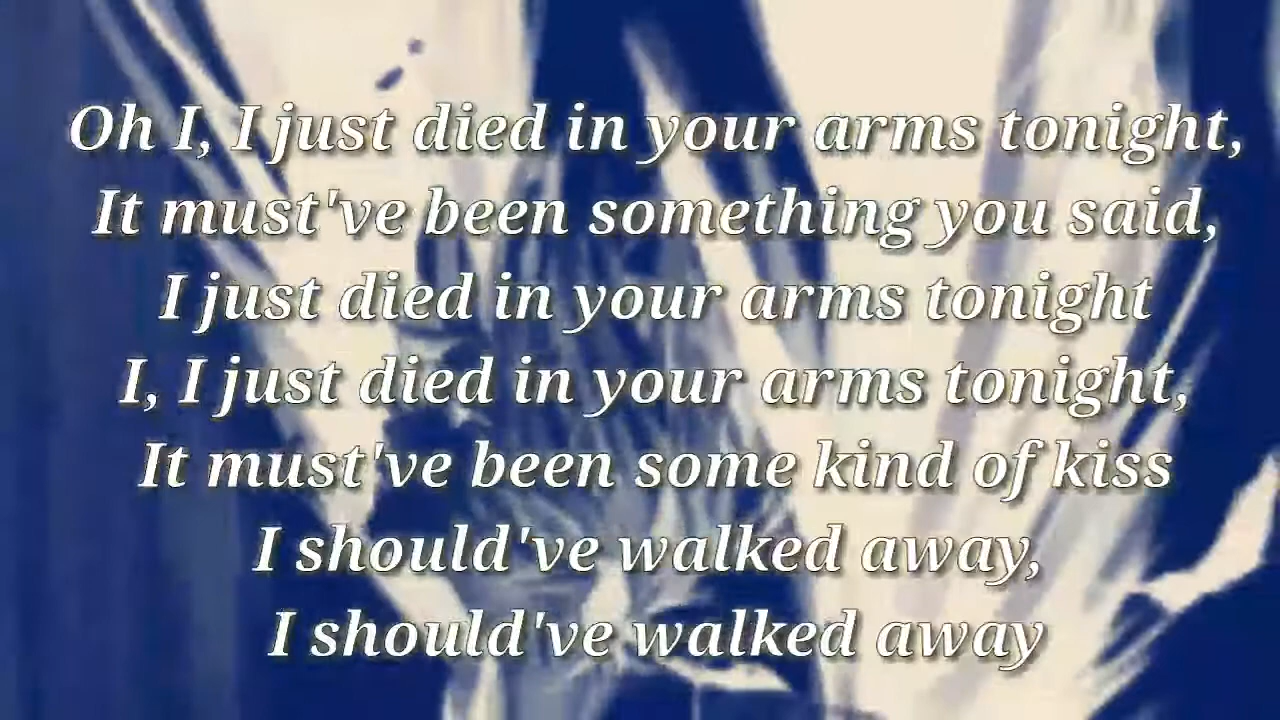 Oh I, I just died in your arms tonight,
It must've been something you said,
I just died in your arms tonight
I, I just died in your arms tonight,
It must've been some kind of kiss
I should've walked away,
I should've walked away